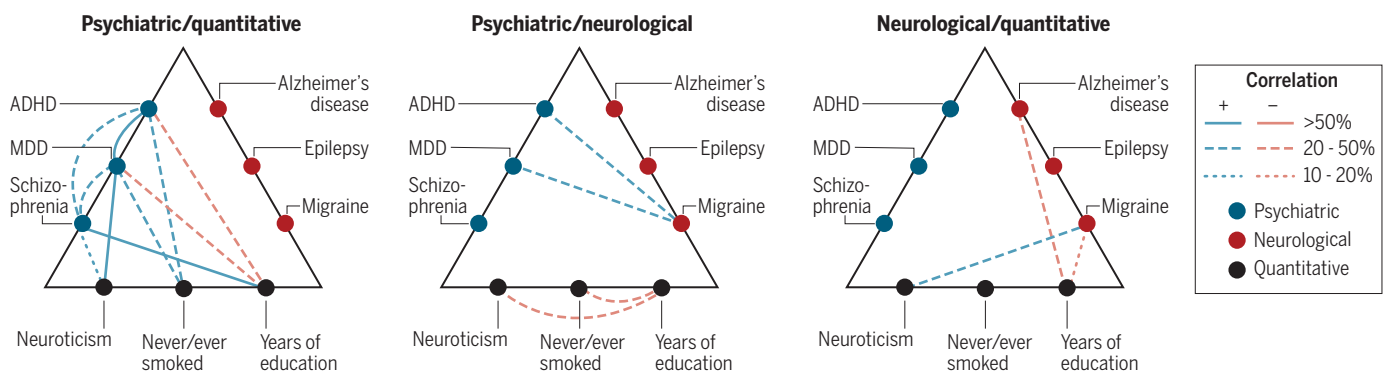 Psychiatric/quantitative
ADHD
MDD
Schizo-
phrenia
Alzheimer's
disease
Epilepsy
Migraine
Neuroticism
Never/ever
smoked
Years of
education
Psychiatric/neurological
ADHD
MDD
Schizo-
phrenia
Alzheimer's
disease
Epilepsy
Migraine
Neuroticism
Never/ever
smoked
Years of
education
Neurological/quantitative
ADHD
MDD
Schizo-
phrenia
Alzheimer's
disease
Epilepsy
Migraine
Neuroticism
Never/ever
smoked
Years of
education
Correlation
+ –
>50%
20 - 50%
10 - 20%
Psychiatric
Neurological
Quantitative